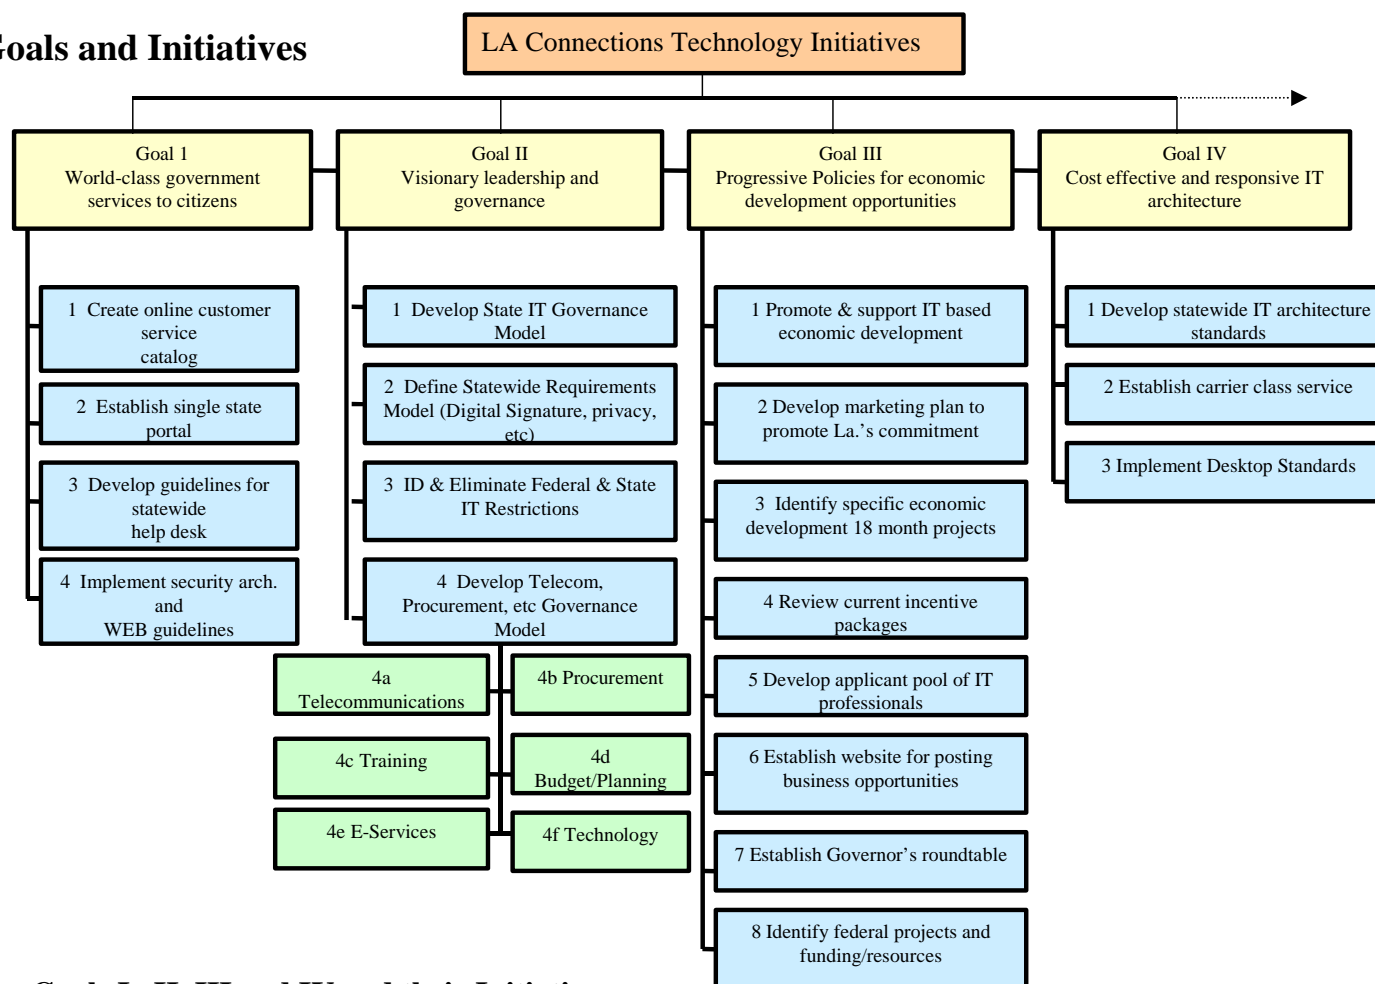 Goals and Initiatives
LA Connections Technology Initiatives
Goal 1
World-class government
services to citizens
Goal II
Visionary leadership and
governance
Goal III
Progressive Policies for economic
development opportunities
Goal IV
Cost effective and responsive IT
architecture
1 Create online customer
service
catalog
2 Establish single state
portal
3 Develop guidelines for
statewide
help desk
4 Implement security arch.
and
WEB guidelines
1 Develop State IT Governance
Model
2 Define Statewide Requirements
Model (Digital Signature, privacy,
etc)
3 ID & Eliminate Federal & State
IT Restrictions
4 Develop Telecom,
Procurement, etc Governance
Model
4a
Telecommunications
4b Procurement
4c Training
4d
Budget/Planning
4e E-Services
4f Technology
1 Promote & support IT based
economic development
2 Develop marketing plan to
promote La.'s commitment
3 Identify specific economic
development 18 month projects
4 Review current incentive
packages
5 Develop applicant pool of IT
professionals
6 Establish website for posting
business opportunities
7 Establish Governor's roundtable
8 Identify federal projects and
funding/resources
1 Develop statewide IT architecture
standards
2 Establish carrier class service
3 Implement Desktop Standards